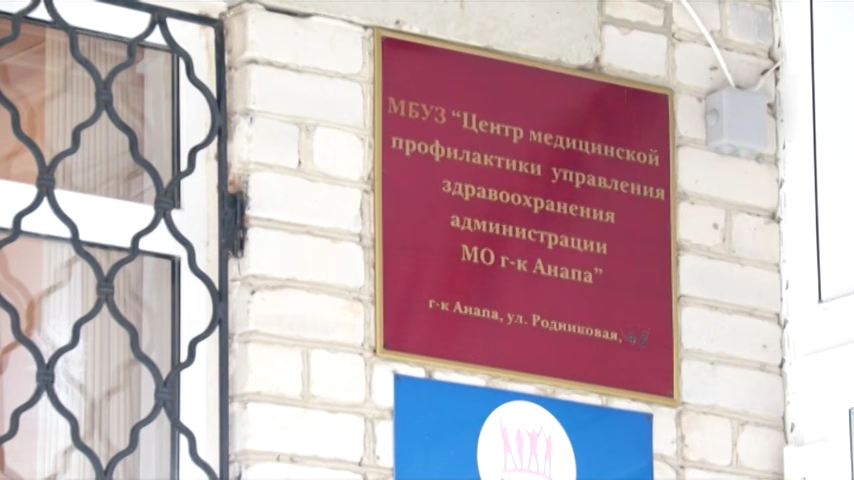 МБУЗ “Центр медицинской
профилактики управления
здравоохранения
администрации
МО г-к Анапа”
г-к Анапа, ул. Родниковая,